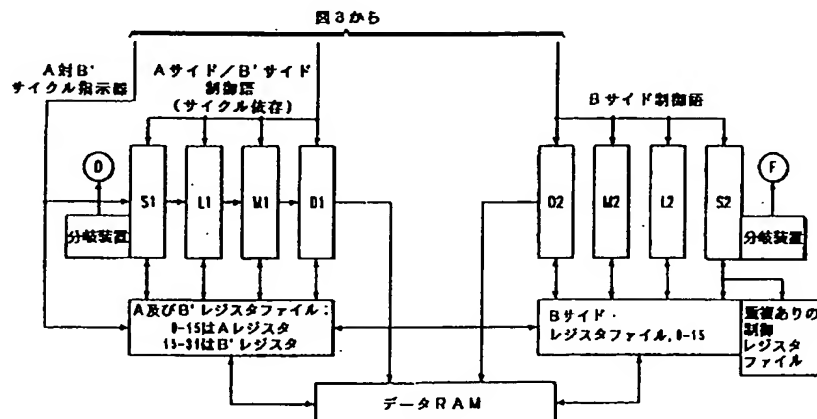 図3から
A対B'
サイクル指示器
Aサイド/B'サイド
制御語
(サイクル依存)
Bサイド制御語
D
S1
L1
M1
D1
D2
M2
L2
S2
F
分岐装置
分岐装置
A及びB'レジスタファイル:
0-15はAレジスタ
15-31はB'レジスタ
Bサイド・
レジスタファイル,0-15
重複ありの
制御
レジスタ
ファイル
データRAM